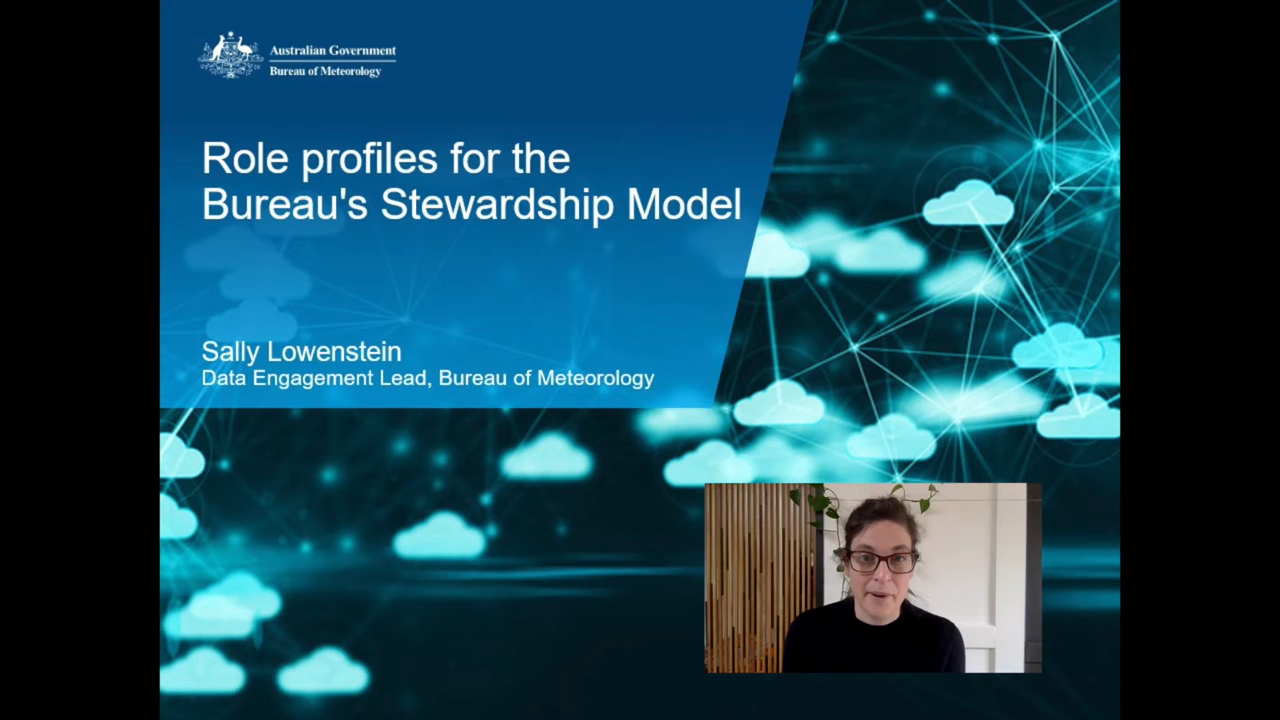 Australian Government
Bureau of Meteorology
Role profiles for the
Bureau's Stewardship Model
Sally Lowenstein
Data Engagement Lead, Bureau of Meteorology